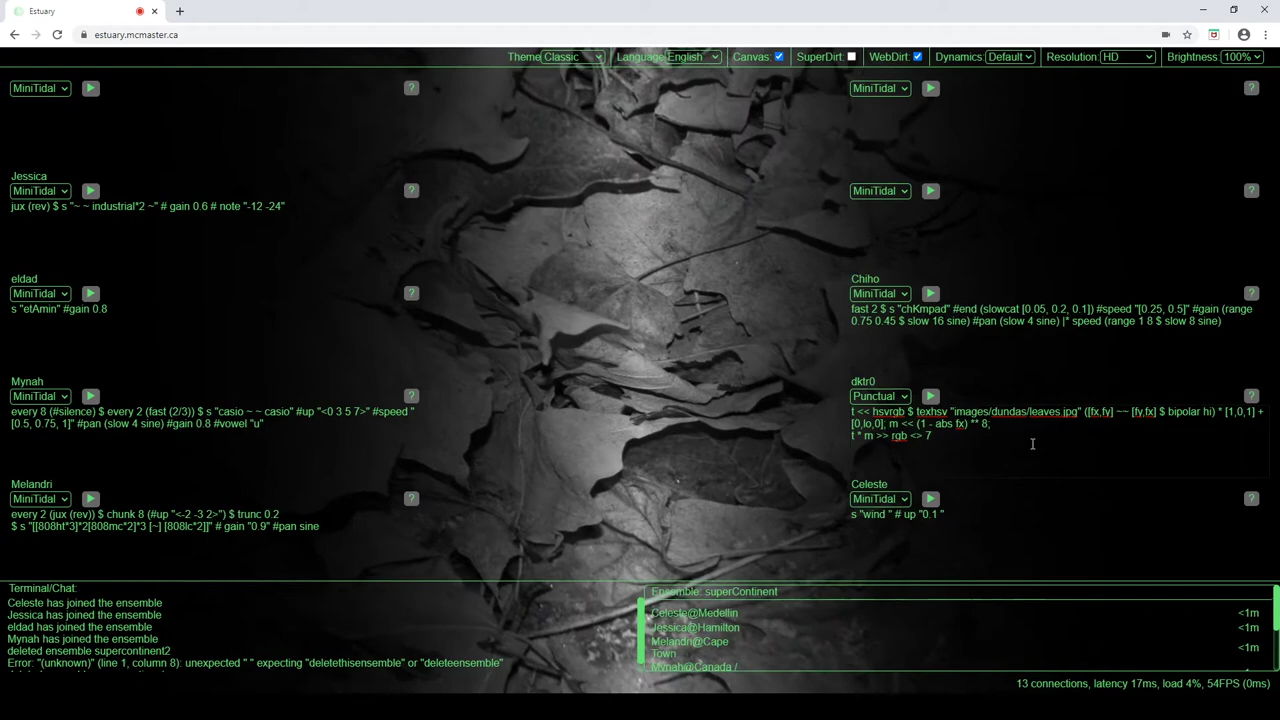 Estuary
estuary.mcmaster.ca
Theme: Classic Language: English Canvas: SuperDirt: WebDirt: Dynamics: Default Resolution: HD Brightness: 100%
MiniTidal ?
MiniTidal ?
Jessica
MiniTidal ?
jux (rev) $ s "~ ~ industrial*2 ~" # gain 0.6 # note "-12 -24"
MiniTidal ?
eldad
MiniTidal ?
s "etAmin" #gain 0.8
Chiho
MiniTidal ?
fast 2 $ s "chKmpad" #end (slowcat [0.05, 0.2, 0.1]) #speed "[0.25, 0.5]" #gain (range
0.75 0.45 $ slow 16 sine) #pan (slow 4 sine) |* speed (range 1 8 $ slow 8 sine)
Mynah
MiniTidal ?
every 8 (#silence) $ every 2 (fast (2/3)) $ s "casio ~ ~ casio" #up "<0 3 5 7>" #speed "
[0.5, 0.75, 1]" #pan (slow 4 sine) #gain 0.8 #vowel "u"
dktr0
Punctual ?
t << hsvrgb $ texhsv "images/dundas/leaves.jpg" ([fx,fy] ~~ [fy,fx] $ bipolar hi) * [1,0,1] +
[0,lo,0]; m << (1 - abs fx) ** 8;
t * m >> rgb <> 7
Melandri
MiniTidal ?
every 2 (jux (rev)) $ chunk 8 (#up "<-2 -3 2>") $ trunc 0.2
$ s "[[808ht*3]*2[808mc*2]*3 [~] [808lc*2]]" # gain "0.9" #pan sine
Celeste
MiniTidal ?
s "wind " # up "0.1 "
Terminal/Chat:
Celeste has joined the ensemble
Jessica has joined the ensemble
eldad has joined the ensemble
Mynah has joined the ensemble
deleted ensemble supercontinent2
Error: "(unknown)" (line 1, column 8): unexpected " " expecting "deletethisensemble" or "deleteensemble"
Ensemble: superContinent
Celeste@Medellin <1m
Jessica@Hamilton <1m
Melandri@Cape
Town <1m
Mynah@Canada /
13 connections, latency 17ms, load 4%, 54FPS (0ms)